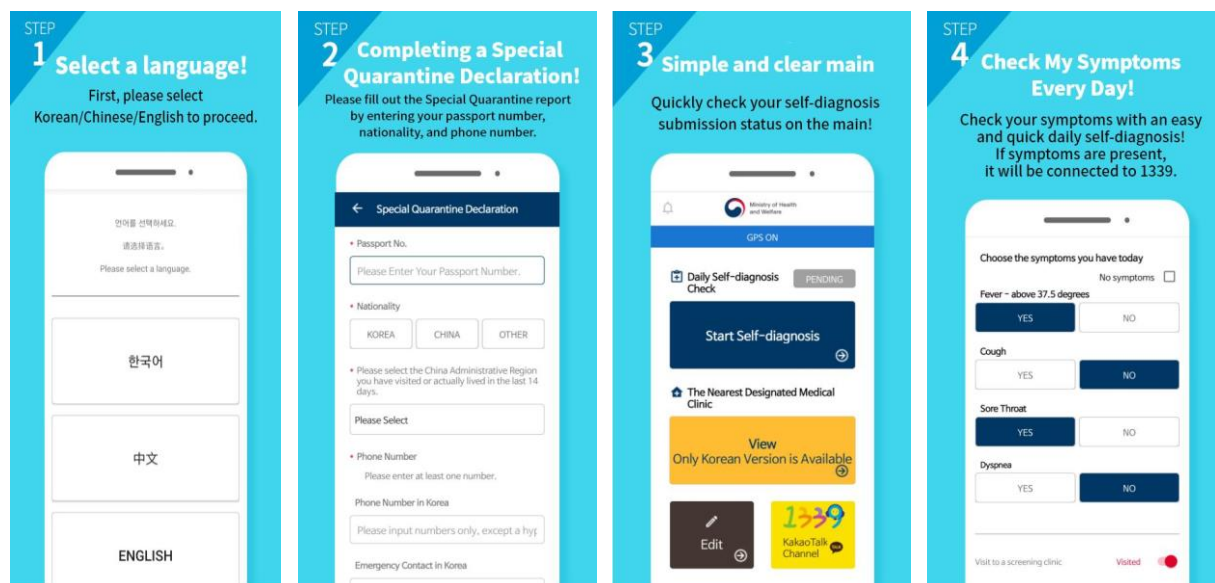 STEP
1 Select a language!
First, please select
Korean/Chinese/English to proceed.
언어를 선택하세요.
请选择语言。
Please select a language.
한국어
中文
ENGLISH
STEP
2 Completing a Special
Quarantine Declaration!
Please fill out the Special Quarantine report
by entering your passport number,
nationality, and phone number.
← Special Quarantine Declaration
• Passport No.
Please Enter Your Passport Number.
• Nationality
KOREA CHINA OTHER
• Please select the China Administrative Region
you have visited or actually lived in the last 14
days.
Please Select
• Phone Number
Please enter at least one number.
Phone Number in Korea
Please input numbers only, except a hyp
Emergency Contact in Korea
STEP
3 Simple and clear main
Quickly check your self-diagnosis
submission status on the main!
Ministry of Health
and Welfare
GPS ON
Daily Self-diagnosis
Check
PENDING
Start Self-diagnosis
The Nearest Designated Medical
Clinic
View
Only Korean Version is Available
Edit
1339
KakaoTalk
Channel
TALK
STEP
4 Check My Symptoms
Every Day!
Check your symptoms with an easy
and quick daily self-diagnosis!
If symptoms are present,
it will be connected to 1339.
Choose the symptoms you have today
No symptoms
Fever - above 37.5 degrees
YES NO
Cough
YES NO
Sore Throat
YES NO
Dyspnea
YES NO
Visit to a screening clinic Visited